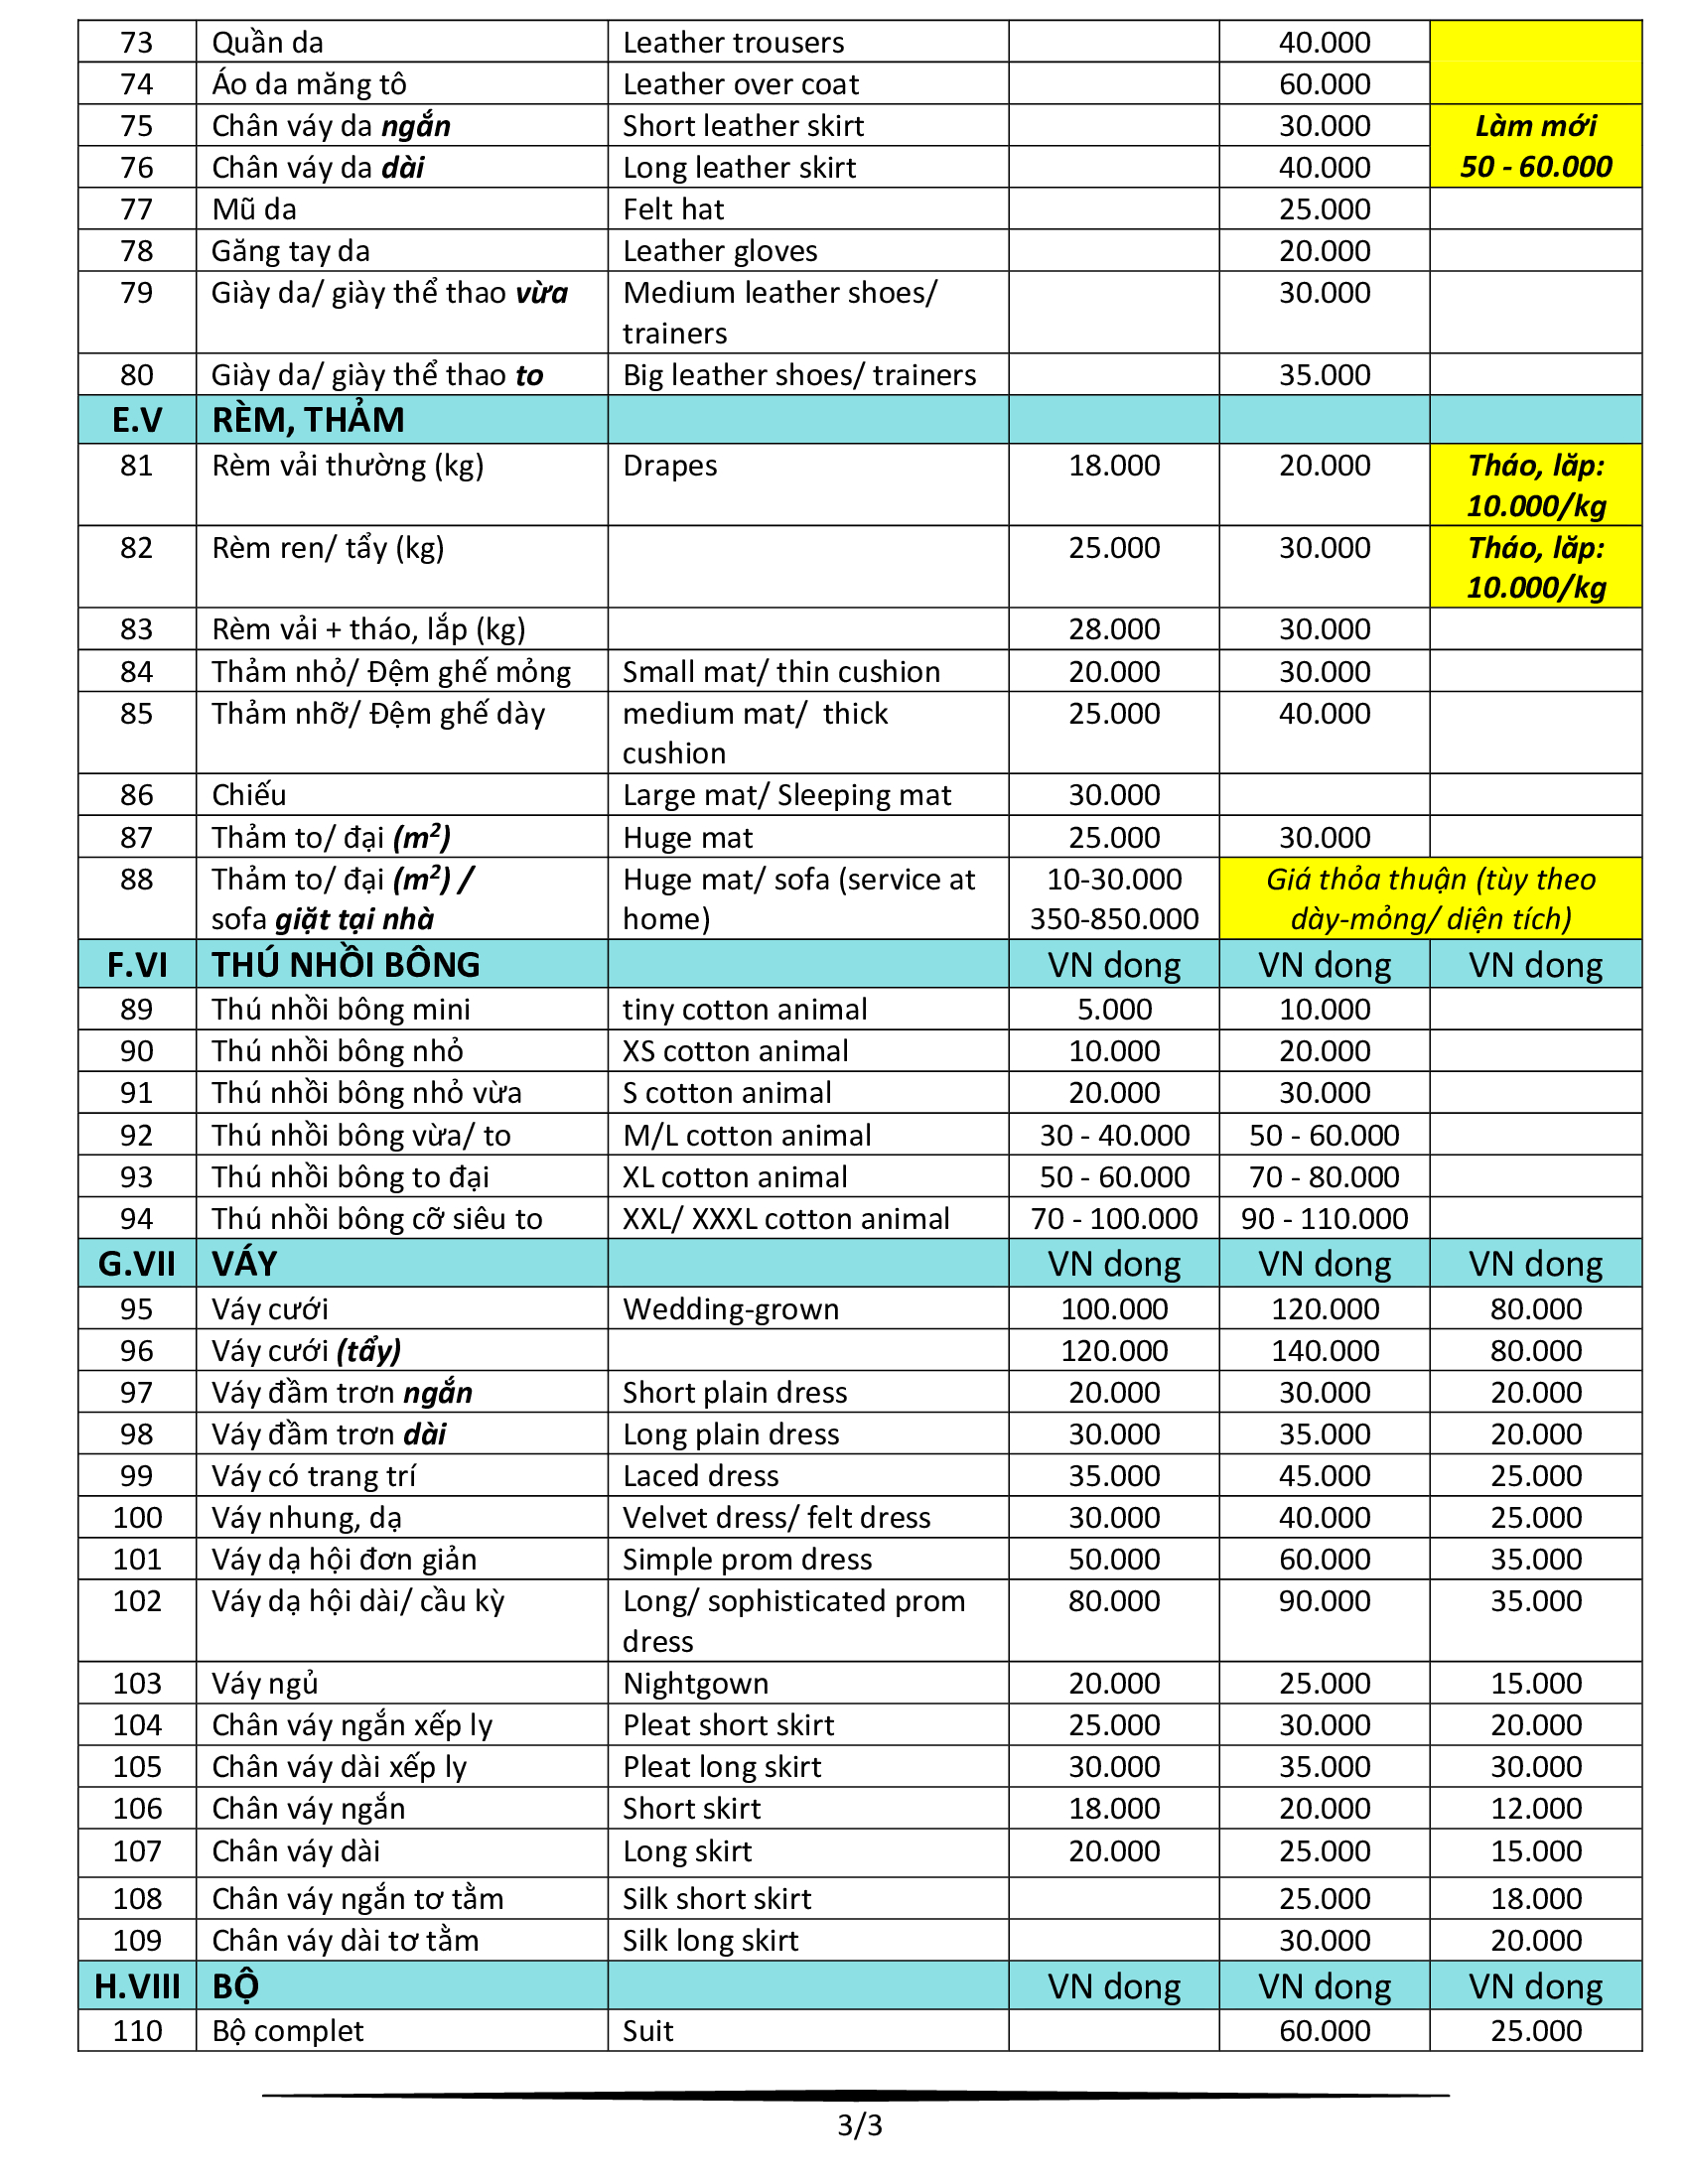 73 Quần da Leather trousers 40.000
74 Áo da măng tô Leather over coat 60.000
75 Chân váy da ngắn Short leather skirt 30.000 Làm mới
76 Chân váy da dài Long leather skirt 40.000 50 - 60.000
77 Mũ da Felt hat 25.000
78 Găng tay da Leather gloves 20.000
79 Giày da/ giày thể thao vừa Medium leather shoes/ 30.000
trainers
80 Giày da/ giày thể thao to Big leather shoes/ trainers 35.000
E.V RÈM, THẢM
81 Rèm vải thường (kg) Drapes 18.000 20.000 Tháo, lăp:
10.000/kg
82 Rèm ren/ tẩy (kg) 25.000 30.000 Tháo, lăp:
10.000/kg
83 Rèm vải + tháo, lắp (kg) 28.000 30.000
84 Thảm nhỏ/ Đệm ghế mỏng Small mat/ thin cushion 20.000 30.000
85 Thảm nhỡ/ Đệm ghế dày medium mat/ thick 25.000 40.000
cushion
86 Chiếu Large mat/ Sleeping mat 30.000
87 Thảm to/ đại (m²) Huge mat 25.000 30.000
88 Thảm to/ đại (m²) / Huge mat/ sofa (service at 10-30.000 Giá thỏa thuận (tùy theo
sofa giặt tại nhà home) 350-850.000 dày-mỏng/ diện tích)
F.VI THÚ NHỒI BÔNG VN dong VN dong VN dong
89 Thú nhồi bông mini tiny cotton animal 5.000 10.000
90 Thú nhồi bông nhỏ XS cotton animal 10.000 20.000
91 Thú nhồi bông nhỏ vừa S cotton animal 20.000 30.000
92 Thú nhồi bông vừa/ to M/L cotton animal 30 - 40.000 50 - 60.000
93 Thú nhồi bông to đại XL cotton animal 50 - 60.000 70 - 80.000
94 Thú nhồi bông cỡ siêu to XXL/ XXXL cotton animal 70 - 100.000 90 - 110.000
G.VII VÁY VN dong VN dong VN dong
95 Váy cưới Wedding-grown 100.000 120.000 80.000
96 Váy cưới (tẩy) 120.000 140.000 80.000
97 Váy đầm trơn ngắn Short plain dress 20.000 30.000 20.000
98 Váy đầm trơn dài Long plain dress 30.000 35.000 20.000
99 Váy có trang trí Laced dress 35.000 45.000 25.000
100 Váy nhung, dạ Velvet dress/ felt dress 30.000 40.000 25.000
101 Váy dạ hội đơn giản Simple prom dress 50.000 60.000 35.000
102 Váy dạ hội dài/ cầu kỳ Long/ sophisticated prom 80.000 90.000 35.000
dress
103 Váy ngủ Nightgown 20.000 25.000 15.000
104 Chân váy ngắn xếp ly Pleat short skirt 25.000 30.000 20.000
105 Chân váy dài xếp ly Pleat long skirt 30.000 35.000 30.000
106 Chân váy ngắn Short skirt 18.000 20.000 12.000
107 Chân váy dài Long skirt 20.000 25.000 15.000
108 Chân váy ngắn tơ tằm Silk short skirt 25.000 18.000
109 Chân váy dài tơ tằm Silk long skirt 30.000 20.000
H.VIII BỘ VN dong VN dong VN dong
110 Bộ complet Suit 60.000 25.000
3/3